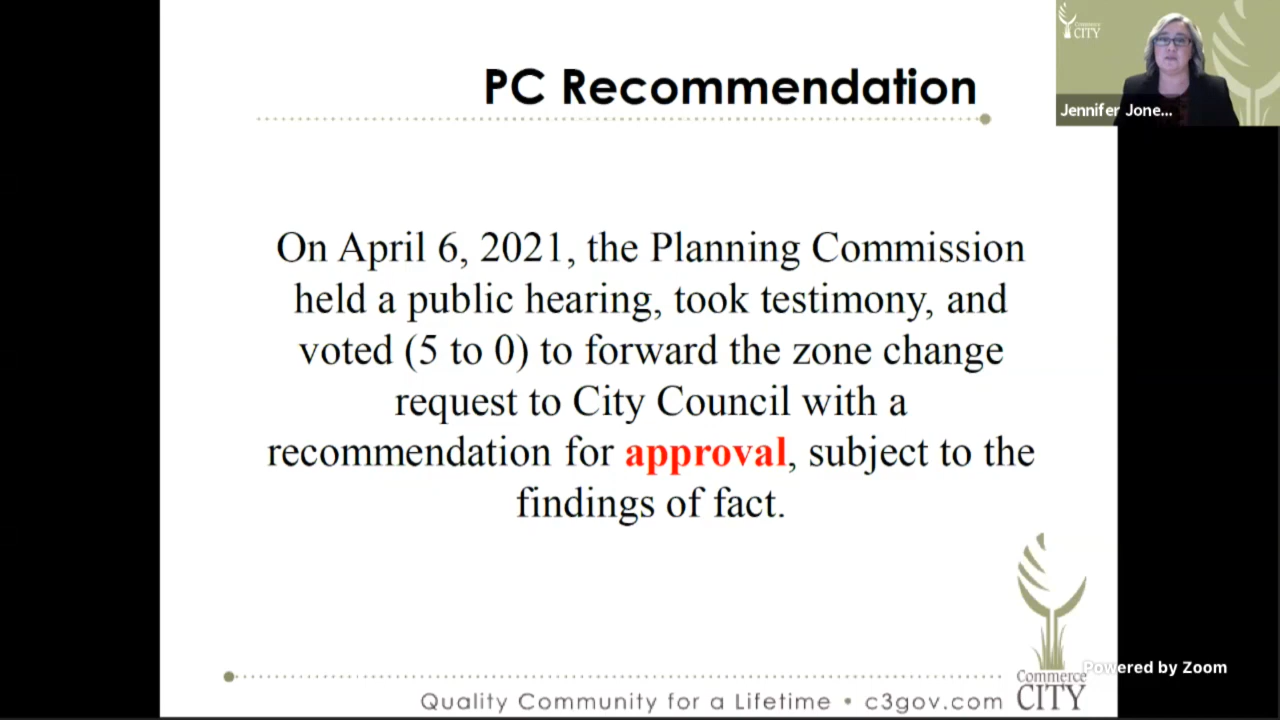 PC Recommendation
Commerce
CITY
Jennifer Jone...
On April 6, 2021, the Planning Commission
held a public hearing, took testimony, and
voted (5 to 0) to forward the zone change
request to City Council with a
recommendation for approval, subject to the
findings of fact.
Powered by Zoom
Commerce
CITY
Quality Community for a Lifetime • c3gov.com